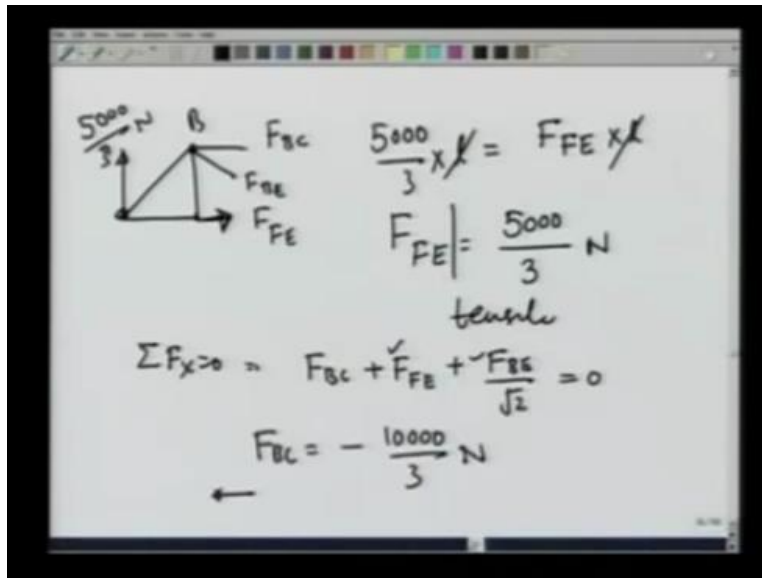 5000/3 N
B
F_BC
F_BE
F_FE
5000/3 × l = F_FE × l
F_FE = 5000/3 N
tensile
ΣFx=0 = F_BC + F_FE + F_BE/√2 = 0
F_BC = - 10000/3 N